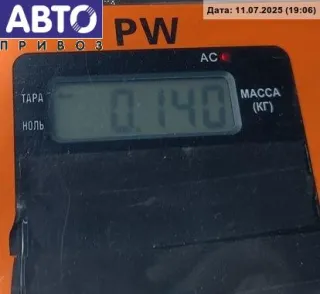 АВТО
ПРИВОЗ
Дата: 11.07.2025 (19:06)
PW
AC
ТАРА
НОЛЬ
0.140
МАССА
(КГ)